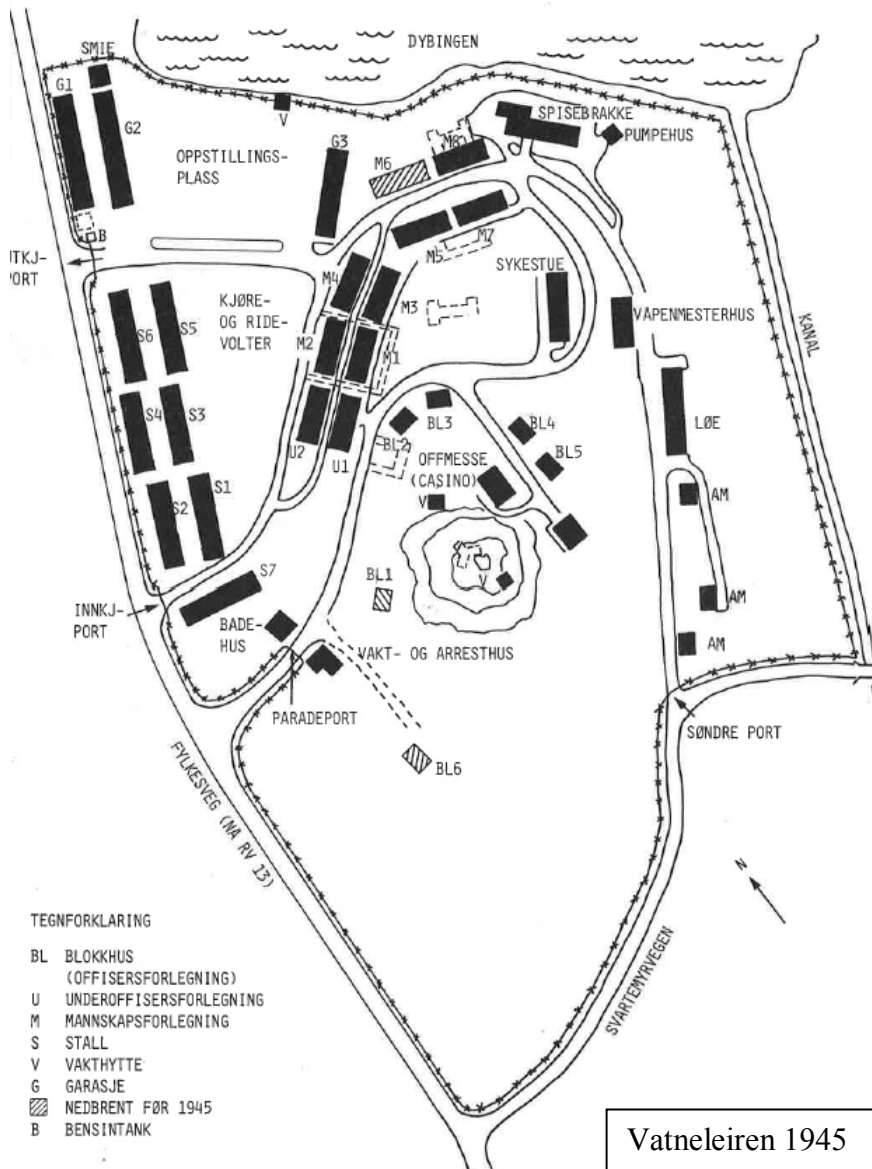 DYBINGEN
SMIE
G1
G2
V
OPPSTILLINGS-
PLASS
G3
M6
M8
SPISEBRAKKE
PUMPEHUS
B
UTKJ-
PORT
M7
M5
M4
SYKESTUE
KJØRE-
OG RIDE-
VOLTER
M3
VAPENMESTERHUS
KANAL
S6
S5
M2
M1
S4
S3
BL3
LØE
U2
U1
BL2
BL4
OFFMESSE
(CASINO)
BL5
V
S2
S1
AM
V
S7
BL1
AM
INNKJ-
PORT
BADE-
HUS
VAKT- OG ARRESTHUS
AM
PARADEPORT
SØNDRE PORT
BL6
FYLKESVEG (NA RV 13)
N
SVARTEMYRVEGEN
TEGNFORKLARING
BL BLOKKHUS
(OFFISERSFORLEGNING)
U UNDEROFFISERSFORLEGNING
M MANNSKAPSFORLEGNING
S STALL
V VAKTHYTTE
G GARASJE
NEDBRENT FØR 1945
B BENSINTANK
Vatneleiren 1945